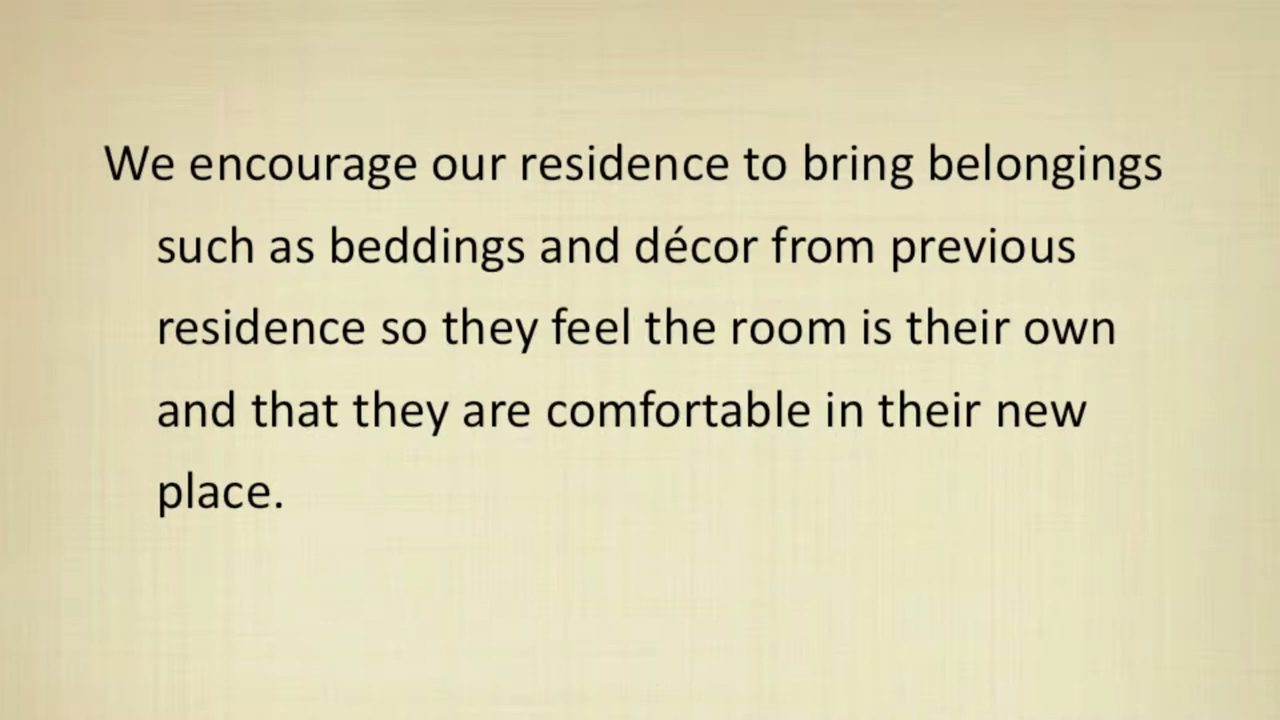 We encourage our residence to bring belongings
such as beddings and décor from previous
residence so they feel the room is their own
and that they are comfortable in their new
place.